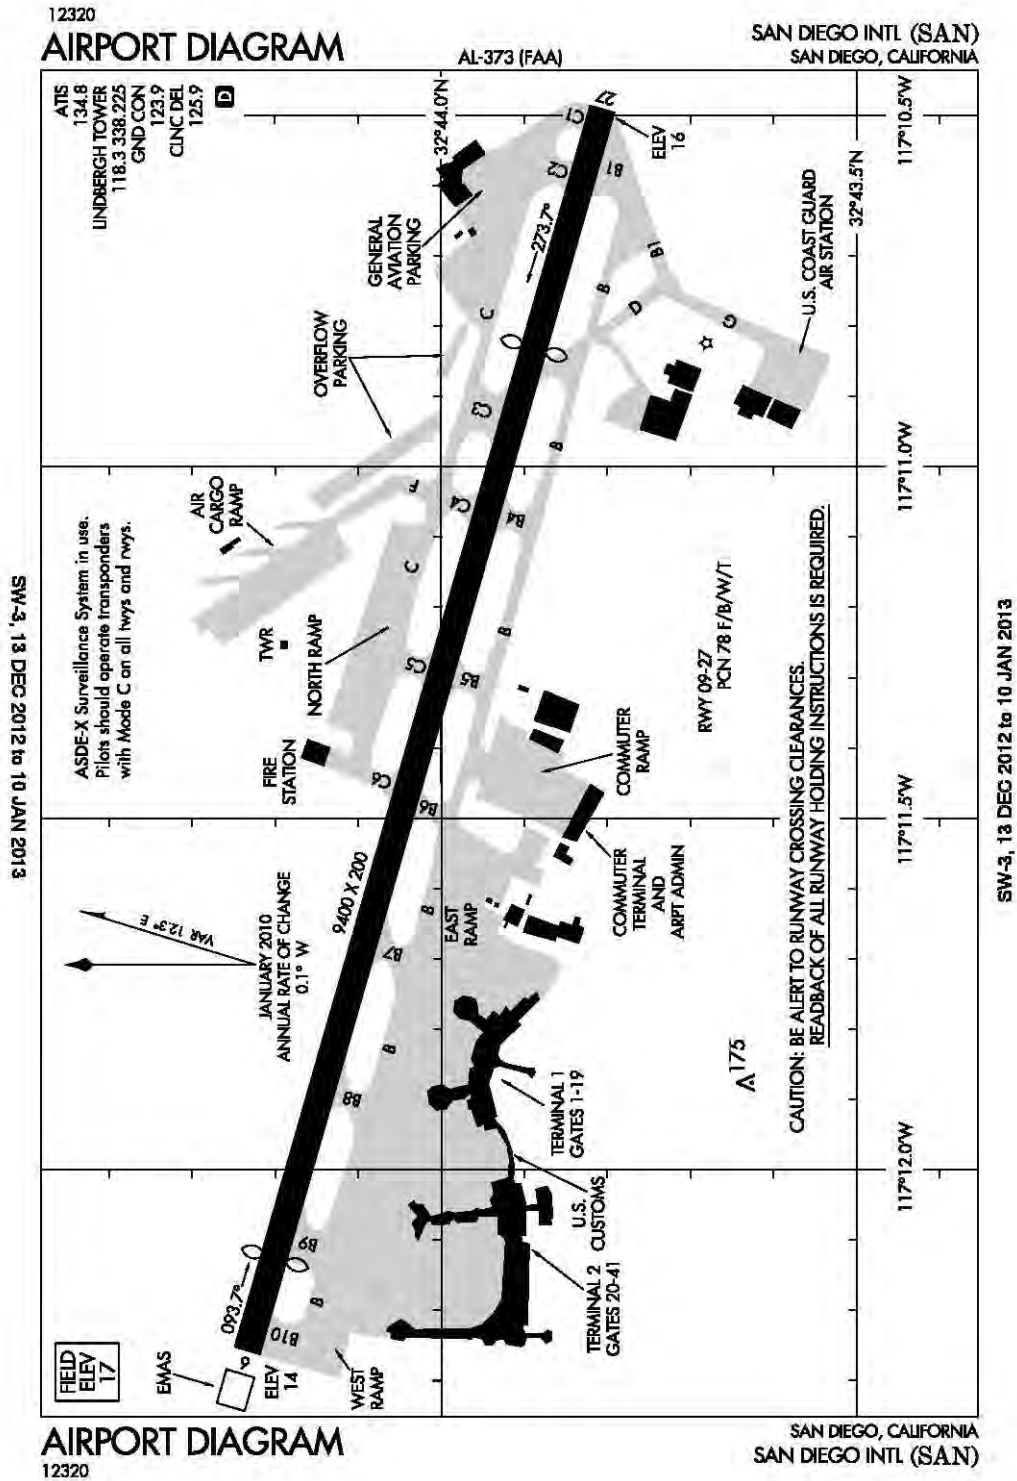 12320
AIRPORT DIAGRAM
AL-373 (FAA)
SAN DIEGO INTL (SAN)
SAN DIEGO, CALIFORNIA
ATIS
134.8
LINDBERGH TOWER
118.3 338.225
GND CON
123.9
CLNC DEL
125.9
D
ASDE-X Surveillance System in use.
Pilots should operate transponders
with Mode C on all twys and rwys.
32°44.0'N
32°43.5'N
117°10.5'W
117°11.0'W
117°11.5'W
117°12.0'W
27
ELEV
16
C1
C2
B1
B1
273.7°
GENERAL
AVIATION
PARKING
C
B
D
G
U.S. COAST GUARD
AIR STATION
OVERFLOW
PARKING
C3
B
F
C4
B4
AIR
CARGO
RAMP
C
B
TWR
NORTH RAMP
C5
B5
FIRE
STATION
C6
B6
COMMUTER
RAMP
RWY 09-27
PCN 78 F/B/W/T
COMMUTER
TERMINAL
AND
ARPT ADMIN
EAST
RAMP
B
B7
9400 X 200
VAR 12.3° E
JANUARY 2010
ANNUAL RATE OF CHANGE
0.1° W
B
B8
TERMINAL 1
GATES 1-19
175
CAUTION: BE ALERT TO RUNWAY CROSSING CLEARANCES.
READBACK OF ALL RUNWAY HOLDING INSTRUCTIONS IS REQUIRED.
U.S.
CUSTOMS
TERMINAL 2
GATES 20-41
B9
B
B10
093.7°
9
ELEV
14
EMAS
WEST
RAMP
FIELD
ELEV
17
SW-3, 13 DEC 2012 to 10 JAN 2013
SW-3, 13 DEC 2012 to 10 JAN 2013
AIRPORT DIAGRAM
12320
SAN DIEGO, CALIFORNIA
SAN DIEGO INTL (SAN)